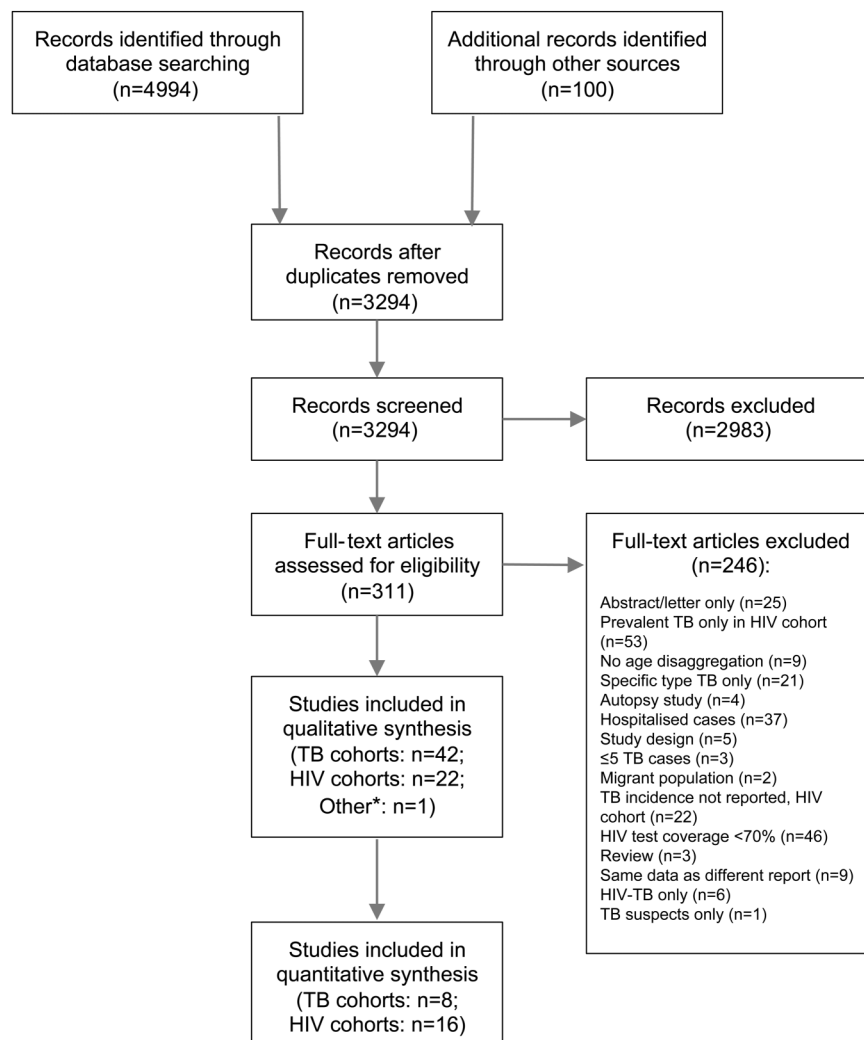 Records identified through
database searching
(n=4994)
Additional records identified
through other sources
(n=100)
Records after
duplicates removed
(n=3294)
Records screened
(n=3294)
Records excluded
(n=2983)
Full-text articles
assessed for eligibility
(n=311)
Full-text articles excluded
(n=246):
Abstract/letter only (n=25)
Prevalent TB only in HIV cohort
(n=53)
No age disaggregation (n=9)
Specific type TB only (n=21)
Autopsy study (n=4)
Hospitalised cases (n=37)
Study design (n=5)
≤5 TB cases (n=3)
Migrant population (n=2)
TB incidence not reported, HIV
cohort (n=22)
HIV test coverage <70% (n=46)
Review (n=3)
Same data as different report (n=9)
HIV-TB only (n=6)
TB suspects only (n=1)
Studies included in
qualitative synthesis
(TB cohorts: n=42;
HIV cohorts: n=22;
Other*: n=1)
Studies included in
quantitative synthesis
(TB cohorts: n=8;
HIV cohorts: n=16)